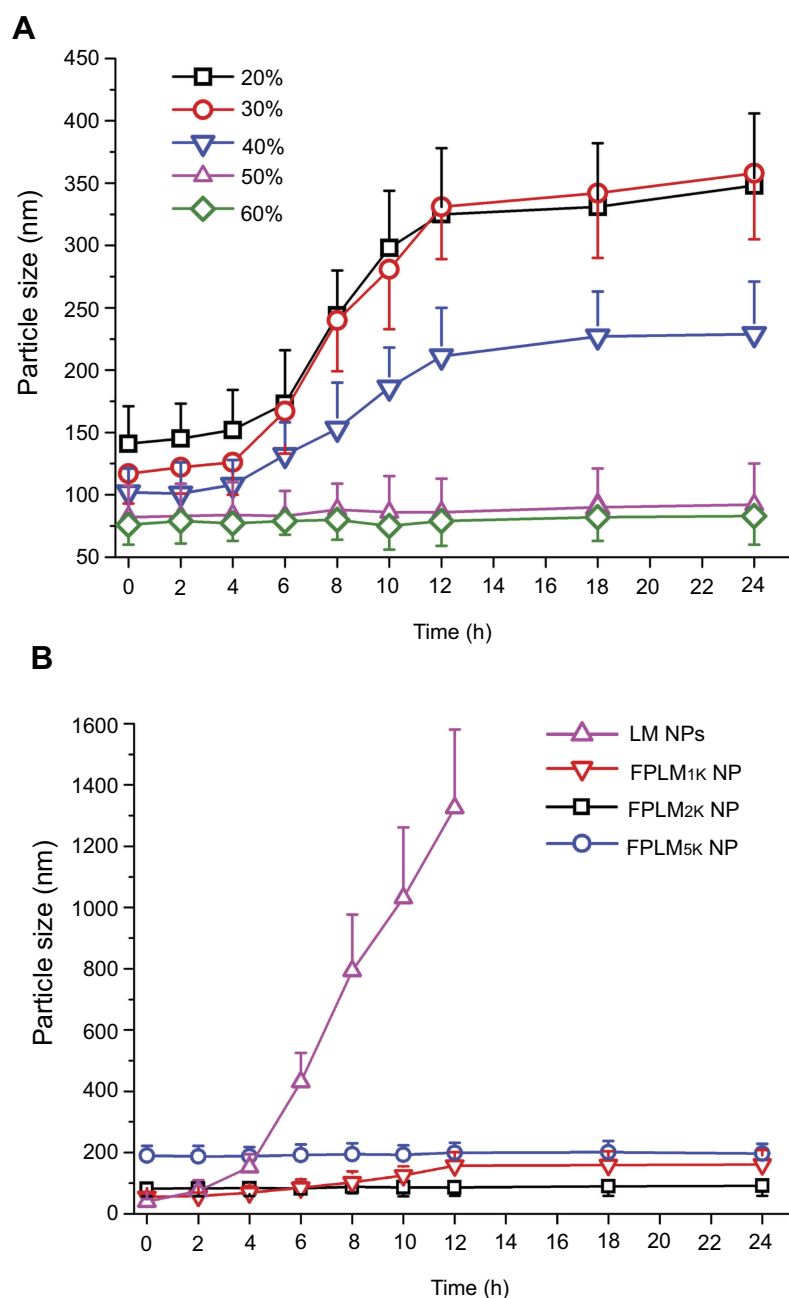 A
450
400
350
300
250
200
150
100
50
Particle size (nm)
20%
30%
40%
50%
60%
0 2 4 6 8 10 12 14 16 18 20 22 24
Time (h)
B
1600
1400
1200
1000
800
600
400
200
0
Particle size (nm)
LM NPs
FPLM1K NP
FPLM2K NP
FPLM5K NP
0 2 4 6 8 10 12 14 16 18 20 22 24
Time (h)